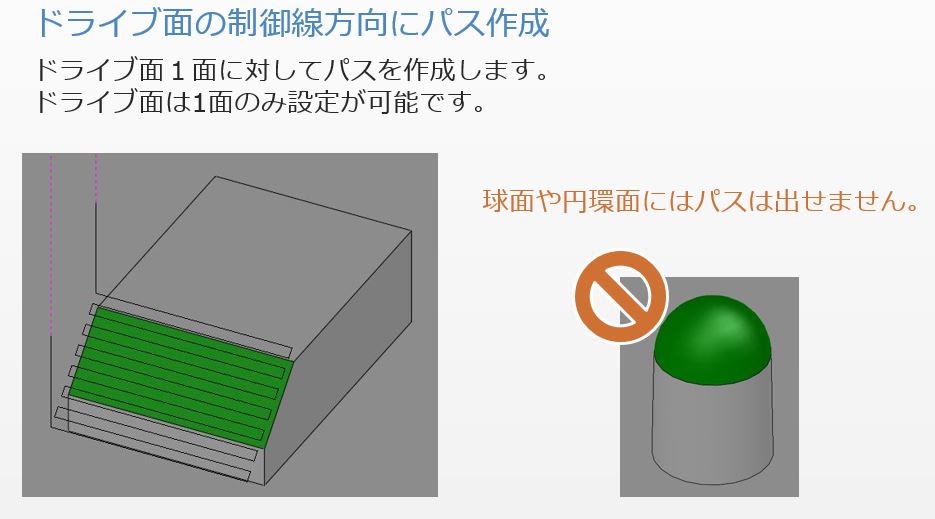 ドライブ面の制御線方向にパス作成
ドライブ面１面に対してパスを作成します。
ドライブ面は1面のみ設定が可能です。
球面や円環面にはパスは出せません。